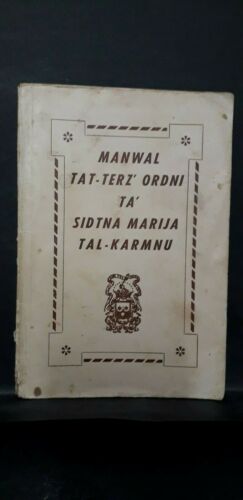 MANWAL
TAT-TERZ' ORDNI
TA'
SIDTNA MARIJA
TAL-KARMNU